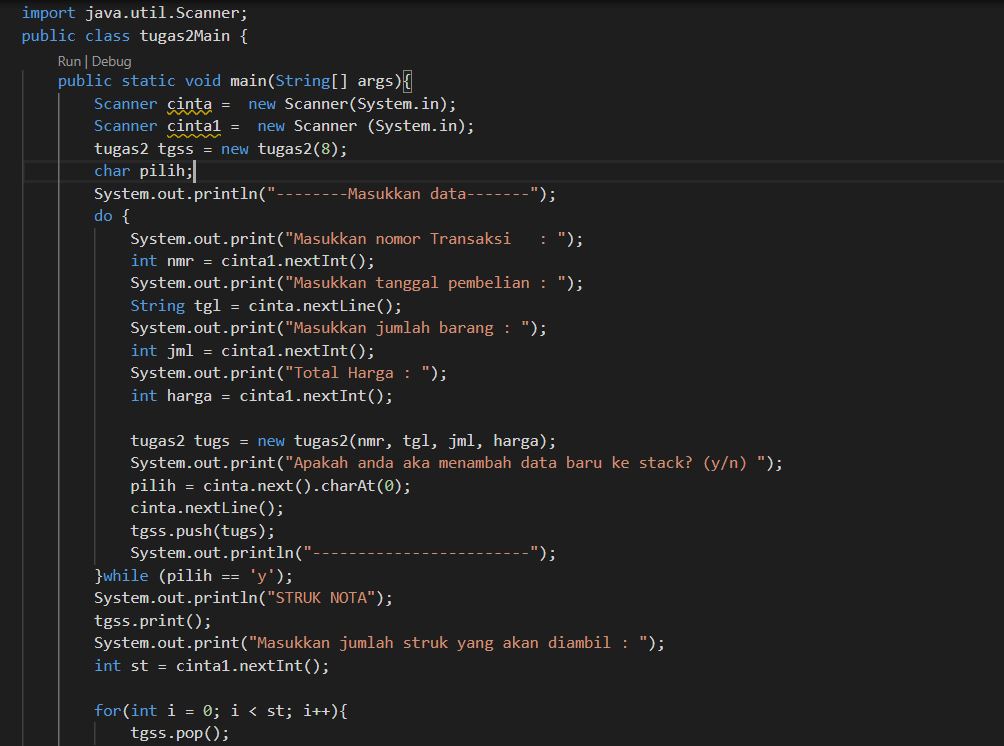 import java.util.Scanner;
public class tugas2Main {
Run | Debug
public static void main(String[] args){
Scanner cinta =  new Scanner(System.in);
Scanner cinta1 =  new Scanner (System.in);
tugas2 tgss = new tugas2(8);
char pilih;
System.out.println("--------Masukkan data-------");
do {
System.out.print("Masukkan nomor Transaksi   : ");
int nmr = cinta1.nextInt();
System.out.print("Masukkan tanggal pembelian : ");
String tgl = cinta.nextLine();
System.out.print("Masukkan jumlah barang : ");
int jml = cinta1.nextInt();
System.out.print("Total Harga : ");
int harga = cinta1.nextInt();
tugas2 tugs = new tugas2(nmr, tgl, jml, harga);
System.out.print("Apakah anda aka menambah data baru ke stack? (y/n) ");
pilih = cinta.next().charAt(0);
cinta.nextLine();
tgss.push(tugs);
System.out.println("------------------------");
}while (pilih == 'y');
System.out.println("STRUK NOTA");
tgss.print();
System.out.print("Masukkan jumlah struk yang akan diambil : ");
int st = cinta1.nextInt();
for(int i = 0; i < st; i++){
tgss.pop();